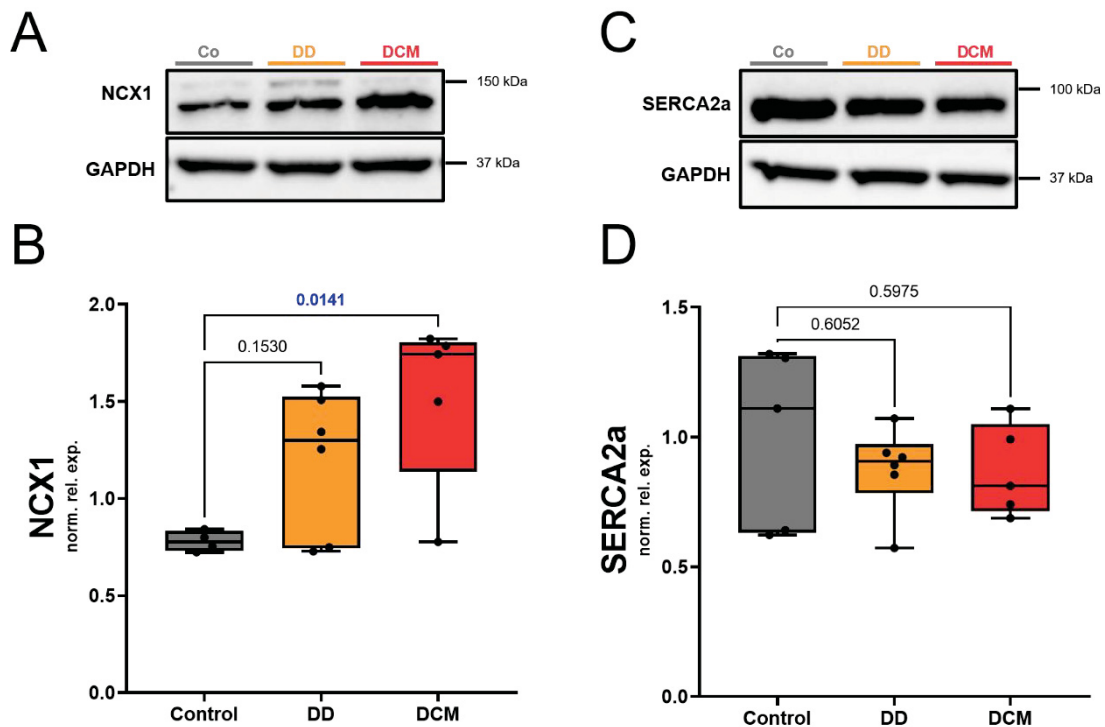 A
Co DD DCM
NCX1
150 kDa
GAPDH
37 kDa
B
NCX1
norm. rel. exp.
2.0
1.5
1.0
0.5
0.0
0.0141
0.1530
Control DD DCM
C
Co DD DCM
SERCA2a
100 kDa
GAPDH
37 kDa
D
SERCA2a
norm. rel. exp.
1.5
1.0
0.5
0.0
0.5975
0.6052
Control DD DCM